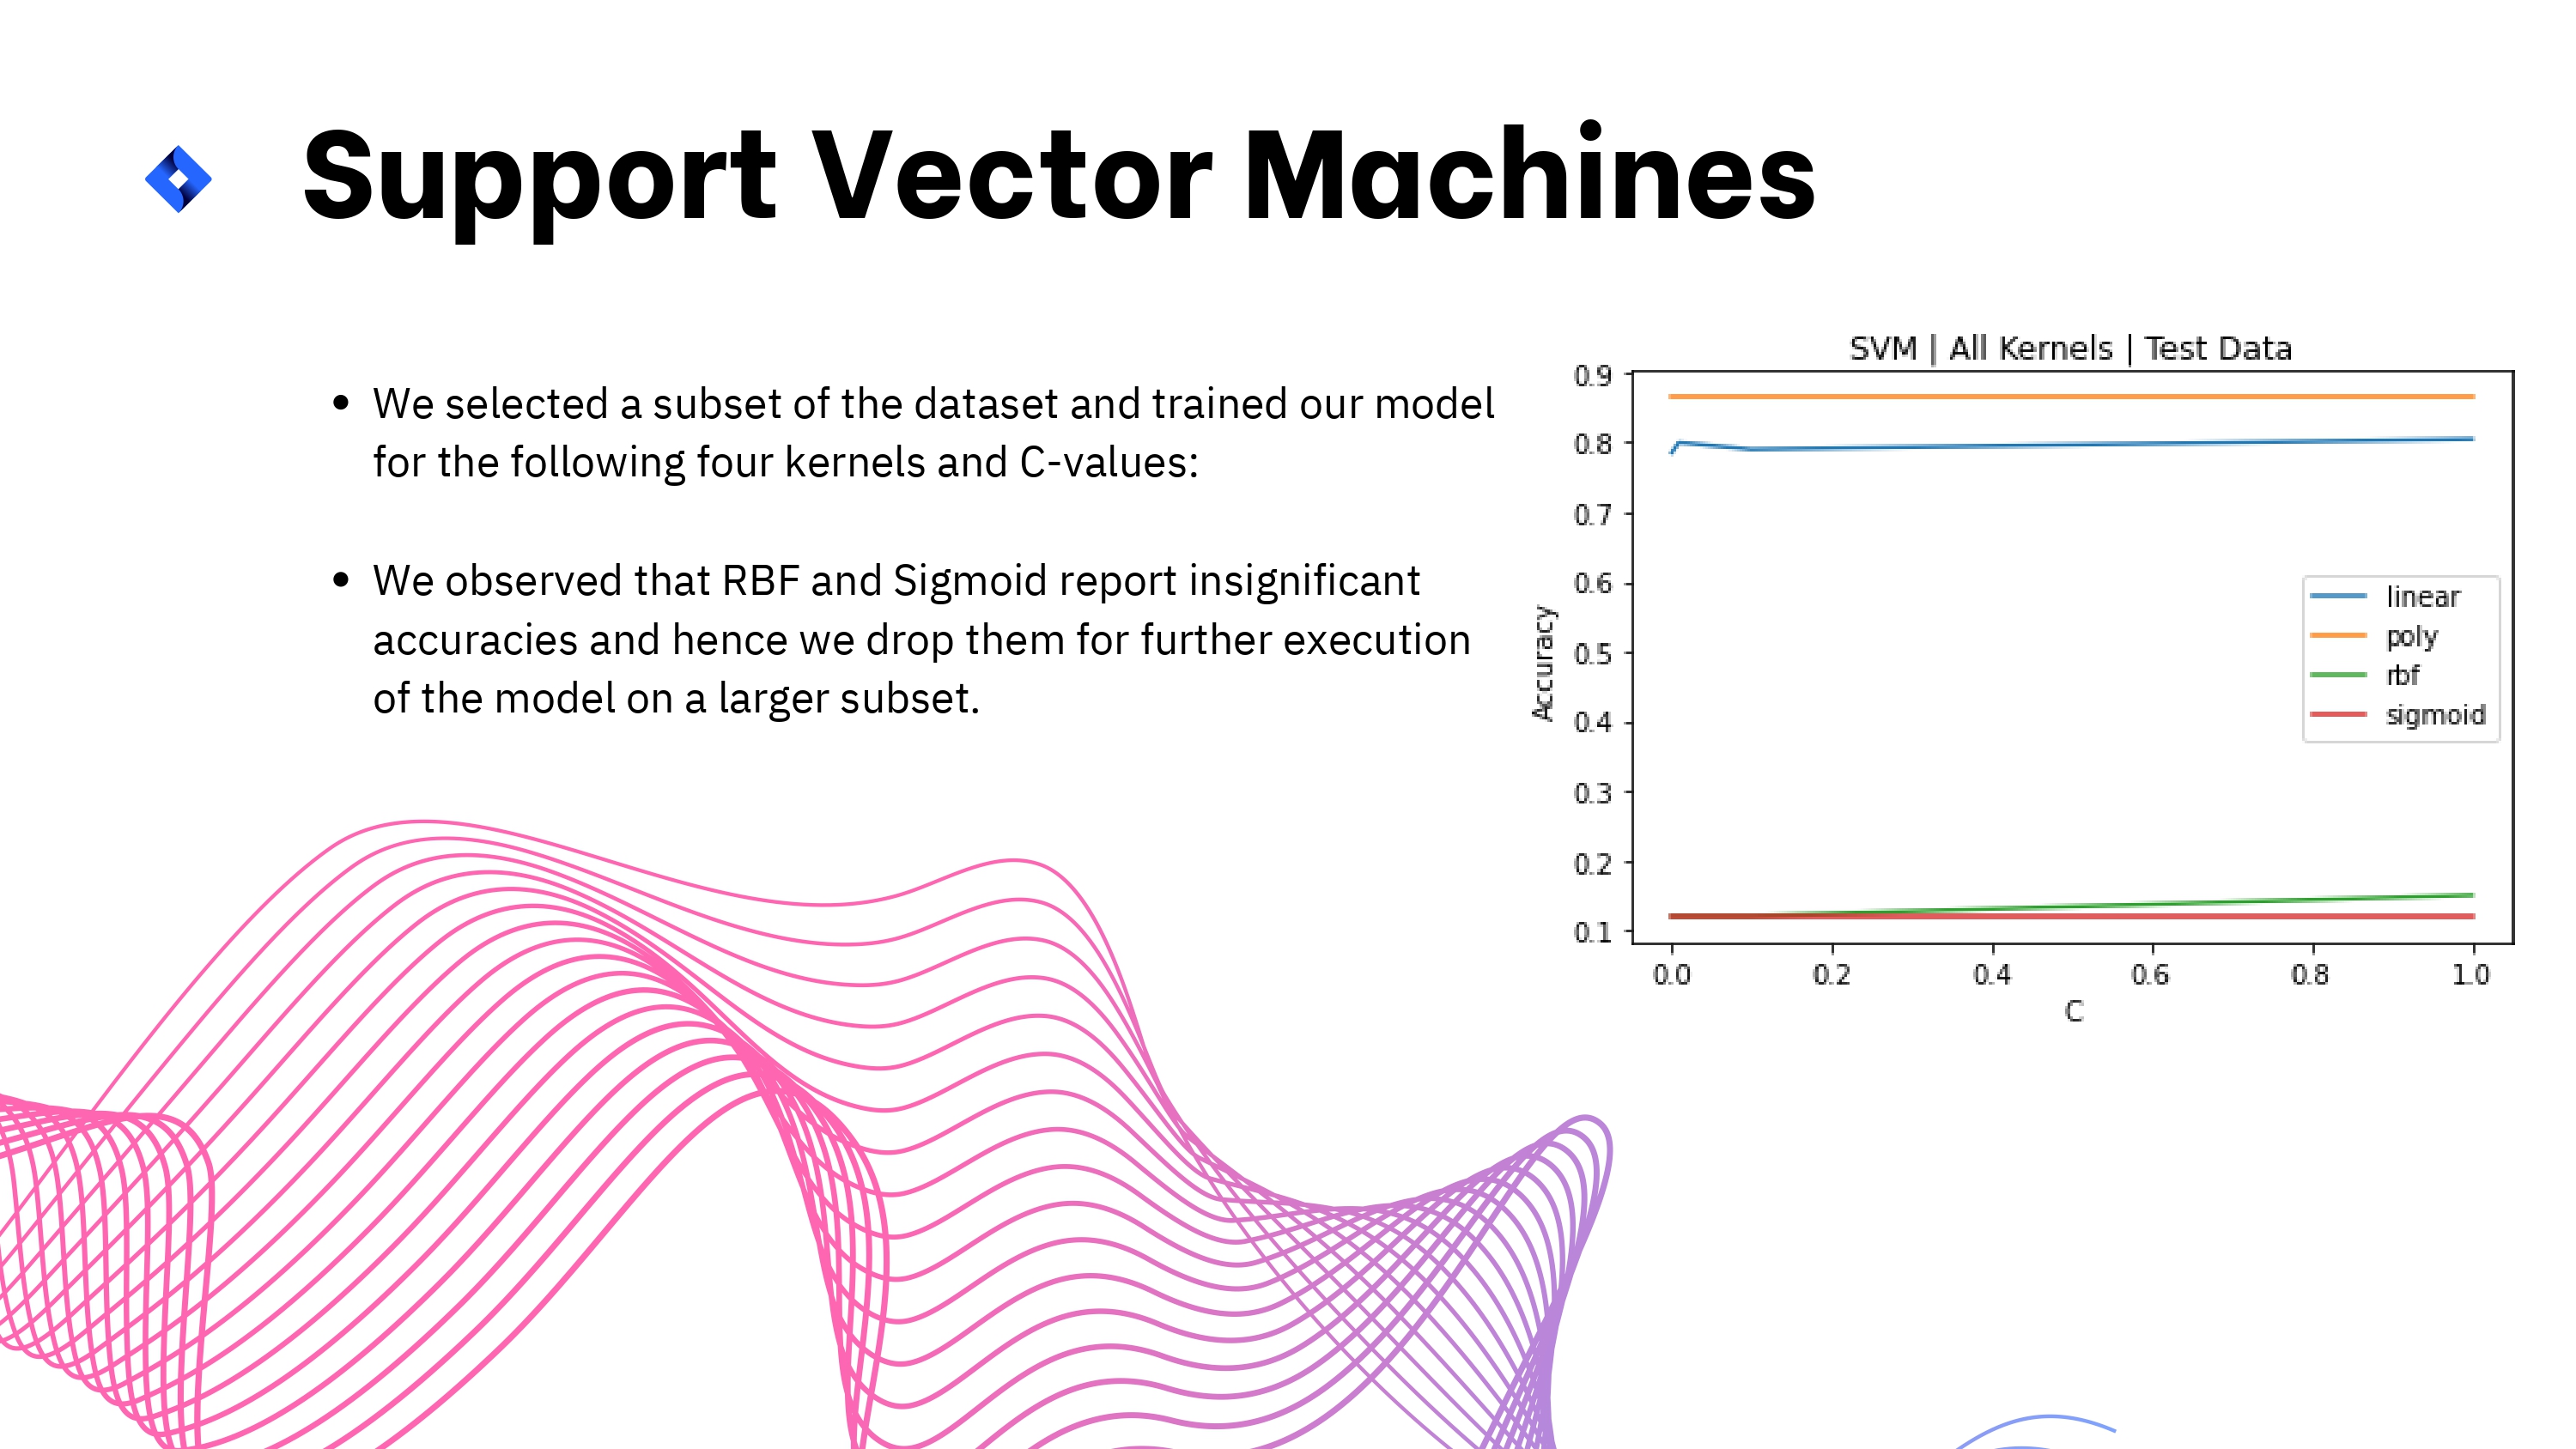 Support Vector Machines
• We selected a subset of the dataset and trained our model
for the following four kernels and C-values:
• We observed that RBF and Sigmoid report insignificant
accuracies and hence we drop them for further execution
of the model on a larger subset.
SVM | All Kernels | Test Data
0.9
0.8
0.7
0.6
0.5
0.4
0.3
0.2
0.1
Accuracy
linear
poly
rbf
sigmoid
0.0 0.2 0.4 0.6 0.8 1.0
C